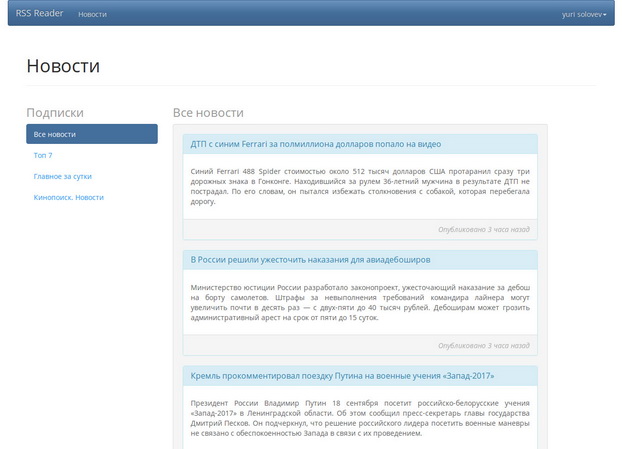 RSS Reader Новости yuri solovev
Новости
Подписки
Все новости
Топ 7
Главное за сутки
Кинопоиск. Новости
Все новости
ДТП с синим Ferrari за полмиллиона долларов попало на видео
Синий Ferrari 488 Spider стоимостью около 512 тысяч долларов США протаранил сразу три
дорожных знака в Гонконге. Находившийся за рулем 36-летний мужчина в результате ДТП не
пострадал. По его словам, он пытался избежать столкновения с собакой, которая перебегала
дорогу.
Опубликовано 3 часа назад
В России решили ужесточить наказания для авиадебоширов
Министерство юстиции России разработало законопроект, ужесточающий наказание за дебош
на борту самолетов. Штрафы за невыполнения требований командира лайнера могут
увеличить почти в десять раз — с двух-пяти до 40 тысяч рублей. Дебоширам может грозить
административный арест на срок от пяти до 15 суток.
Опубликовано 3 часа назад
Кремль прокомментировал поездку Путина на военные учения «Запад-2017»
Президент России Владимир Путин 18 сентября посетит российско-белорусские учения
«Запад-2017» в Ленинградской области. Об этом сообщил пресс-секретарь главы государства
Дмитрий Песков. Он подчеркнул, что решение российского лидера посетить военные маневры
не связано с обеспокоенностью Запада в связи с их проведением.